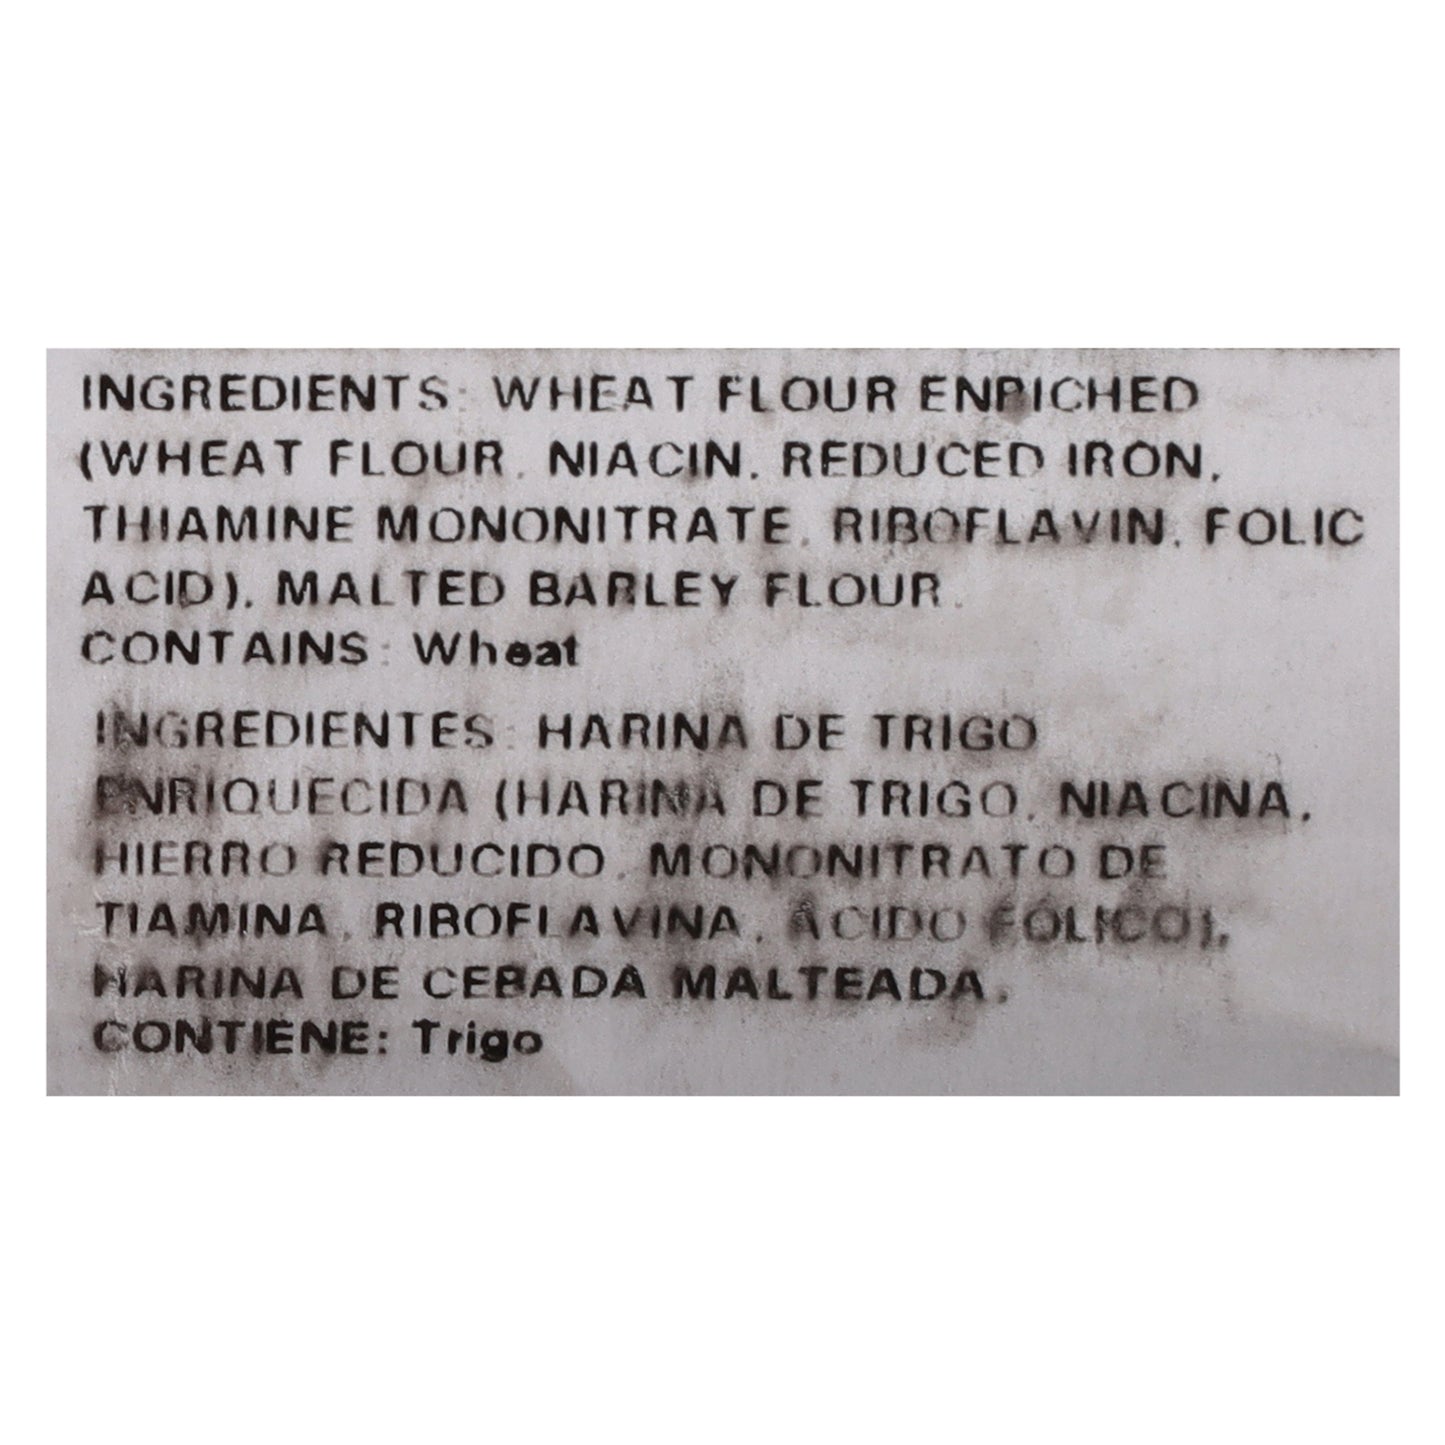 INGREDIENTS: WHEAT FLOUR ENRICHED
(WHEAT FLOUR, NIACIN, REDUCED IRON,
THIAMINE MONONITRATE, RIBOFLAVIN, FOLIC
ACID), MALTED BARLEY FLOUR.
CONTAINS: Wheat
INGREDIENTES: HARINA DE TRIGO
ENRIQUECIDA (HARINA DE TRIGO, NIACINA,
HIERRO REDUCIDO, MONONITRATO DE
TIAMINA, RIBOFLAVINA, ÁCIDO FÓLICO),
HARINA DE CEBADA MALTEADA.
CONTIENE: Trigo